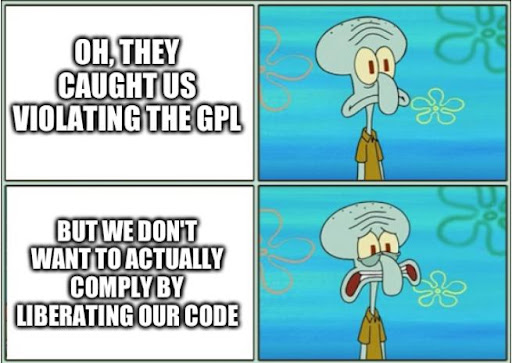 OH, THEY
CAUGHT US
VIOLATING THE GPL
BUT WE DON'T
WANT TO ACTUALLY
COMPLY BY
LIBERATING OUR CODE